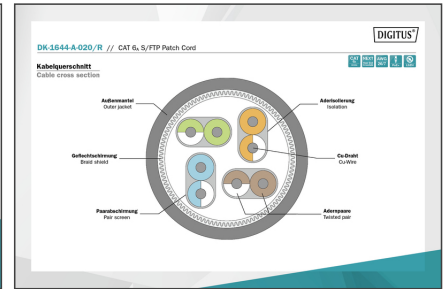 DIGITUS®
DK-1644-A-020/R // CAT 6A S/FTP Patch Cord
Kabelquerschnitt
Cable cross section
Außenmantel
Outer jacket
Aderisolierung
Isolation
Geflechtschirmung
Braid shield
Cu-Draht
Cu-Wire
Paarabschirmung
Pair screen
Adernpaare
Twisted pair